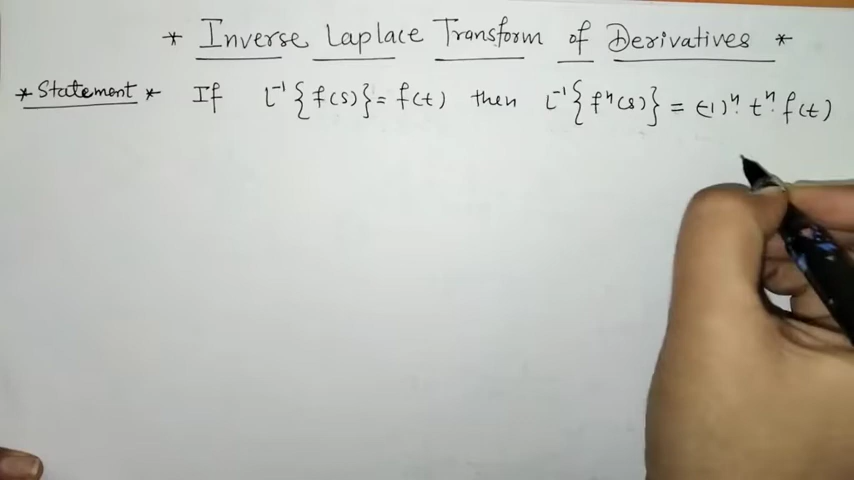 * Inverse Laplace Transform of Derivatives *
* Statement * If L⁻¹{f(s)} = f(t) then L⁻¹{fⁿ(s)} = (-1)ⁿ. tⁿ. f(t)